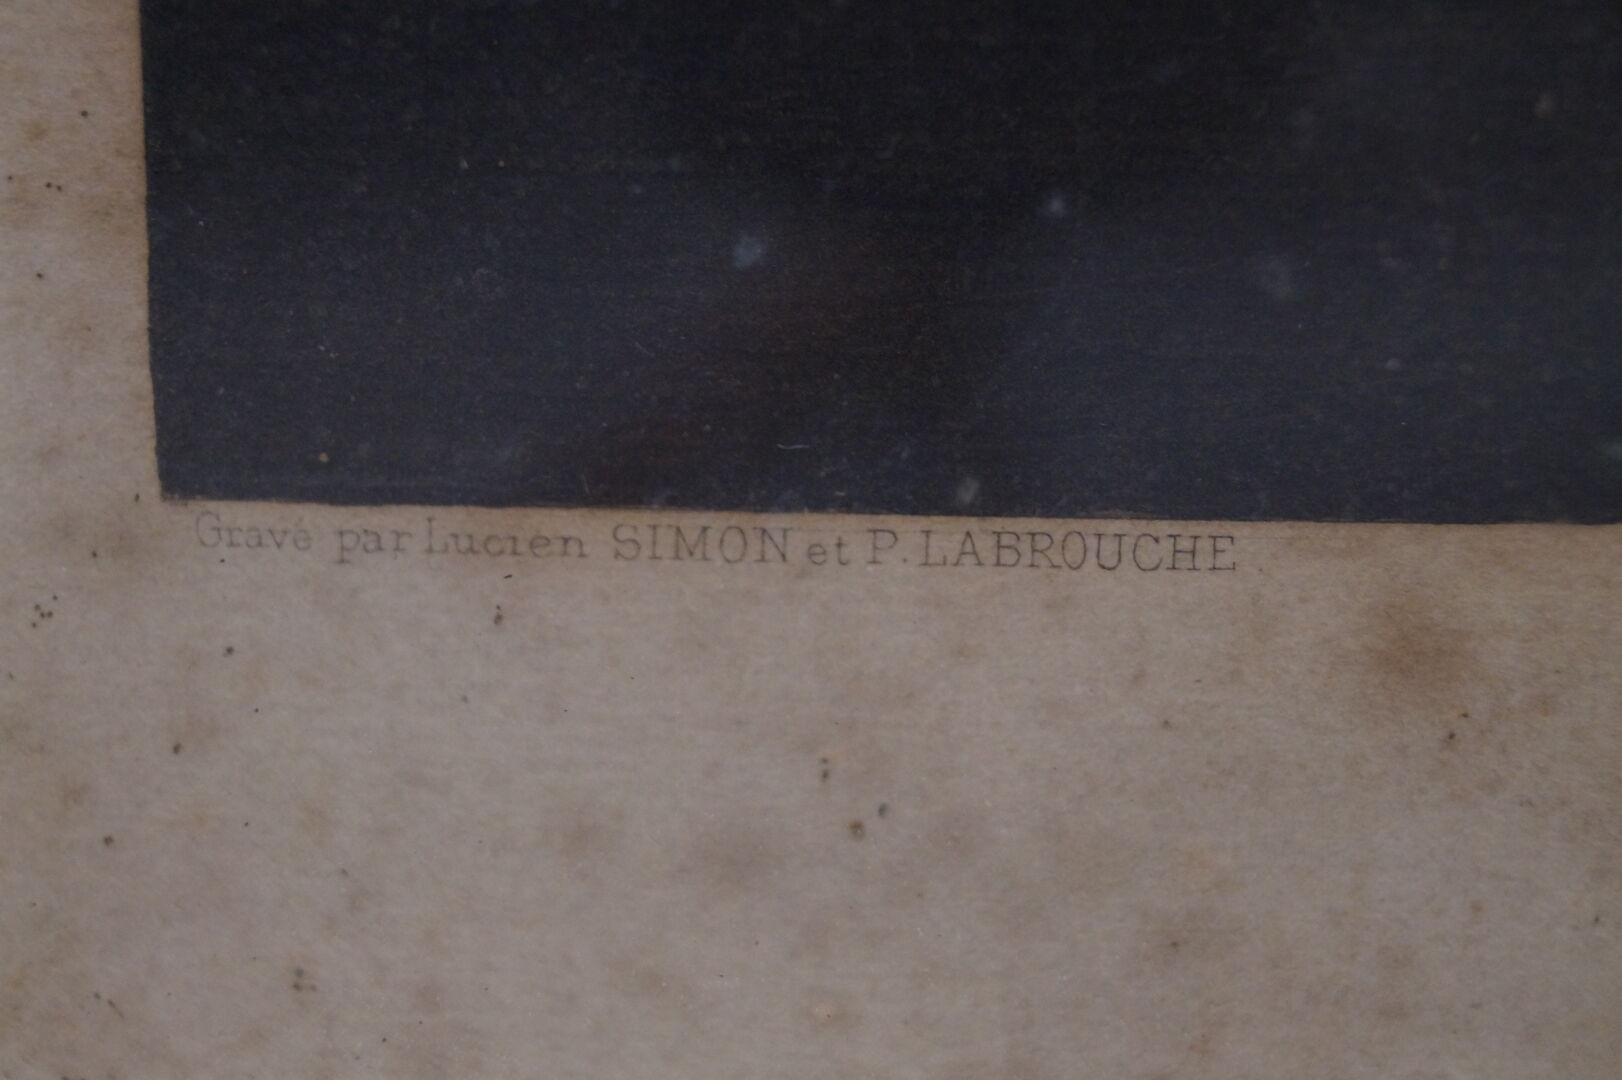 Gravé par Lucien SIMON et P. LABROUCHE.